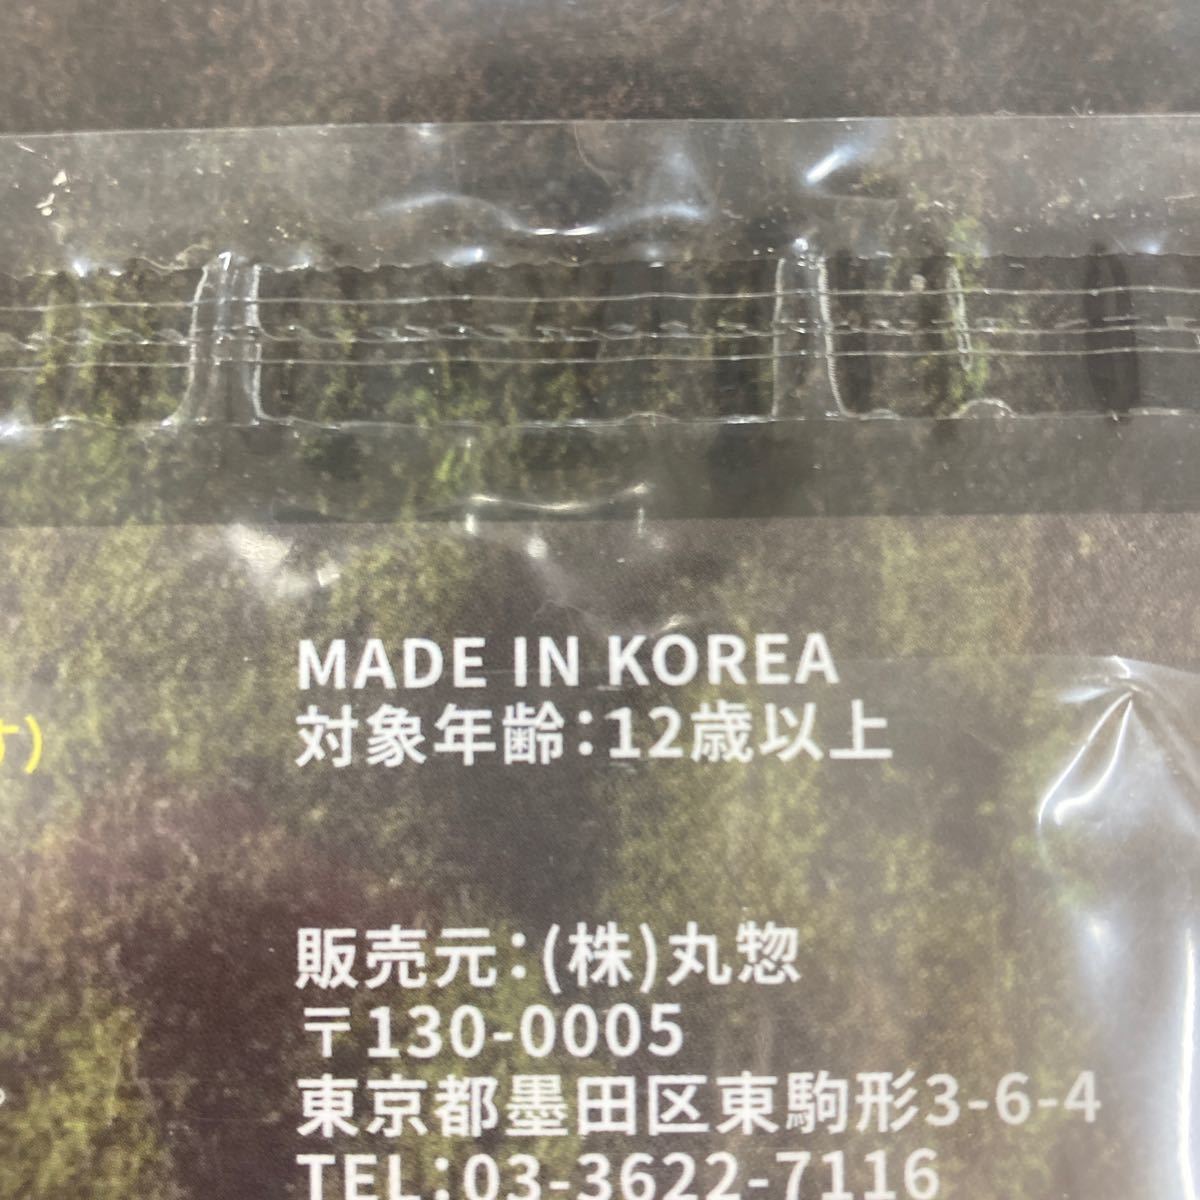 す)
MADE IN KOREA
対象年齢：12歳以上
販売元：(株)丸惣
〒130-0005
東京都墨田区東駒形3-6-4
。
TEL：03-3622-7116